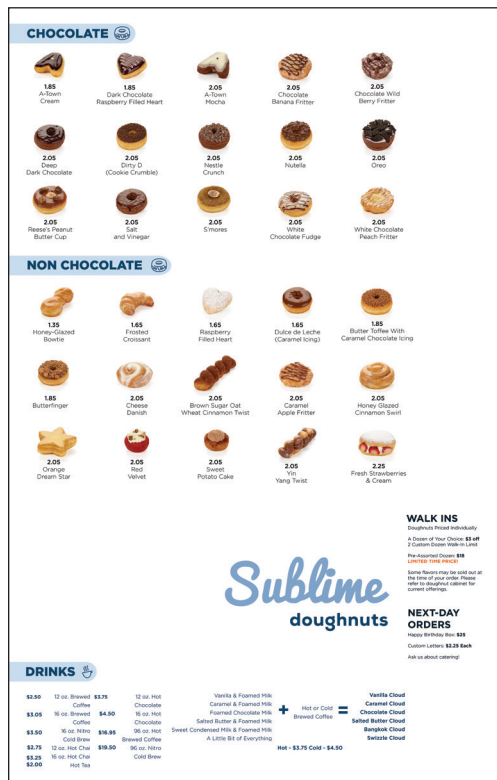 CHOCOLATE
1.85
A-Town
Cream
1.85
Dark Chocolate
Raspberry Filled Heart
2.05
A-Town
Mocha
2.05
Chocolate
Banana Fritter
2.05
Chocolate Wild
Berry Fritter
2.05
Deep
Dark Chocolate
2.05
Dirty D
(Cookie Crumble)
2.05
Nestle
Crunch
2.05
Nutella
2.05
Oreo
2.05
Reese's Peanut
Butter Cup
2.05
Salt
and Vinegar
2.05
S'mores
2.05
White
Chocolate Fudge
2.05
White Chocolate
Peach Fritter
NON CHOCOLATE
1.35
Honey-Glazed
Bowtie
1.65
Frosted
Croissant
1.65
Raspberry
Filled Heart
1.65
Dulce de Leche
(Caramel Icing)
1.85
Butter Toffee With
Caramel Chocolate Icing
1.85
Butterfinger
2.05
Cheese
Danish
2.05
Brown Sugar Oat
Wheat Cinnamon Twist
2.05
Caramel
Apple Fritter
2.05
Honey Glazed
Cinnamon Swirl
2.05
Orange
Dream Star
2.05
Red
Velvet
2.05
Sweet
Potato Cake
2.05
Yin
Yang Twist
2.25
Fresh Strawberries
& Cream
WALK INS
Doughnuts Priced Individually
A Dozen of Your Choice: $3 off
2 Custom Dozen Walk-In Limit
Pre-Assorted Dozen: $18
LIMITED TIME PRICE!
Some flavors may be sold out at
the time of your order. Please
refer to doughnut cabinet for
current offerings.
Sublime
doughnuts
NEXT-DAY
ORDERS
Happy Birthday Box: $25
Custom Letters: $2.25 Each
Ask us about catering!
DRINKS
$2.50 12 oz. Brewed
Coffee
$3.05 16 oz. Brewed
Coffee
$3.50 16 oz. Nitro
Cold Brew
$2.75 12 oz. Hot Chai
$3.25 16 oz. Hot Chai
$2.00 Hot Tea
$3.75 12 oz. Hot
Chocolate
$4.50 16 oz. Hot
Chocolate
$16.95 96 oz. Hot
Brewed Coffee
$19.50 96 oz. Nitro
Cold Brew
Vanilla & Foamed Milk
Caramel & Foamed Milk
Foamed Chocolate Milk
Salted Butter & Foamed Milk
Sweet Condensed Milk & Foamed Milk
A Little Bit of Everything
+
Hot or Cold
Brewed Coffee
=
Vanilla Cloud
Caramel Cloud
Chocolate Cloud
Salted Butter Cloud
Bangkok Cloud
Swizzle Cloud
Hot - $3.75 Cold - $4.50